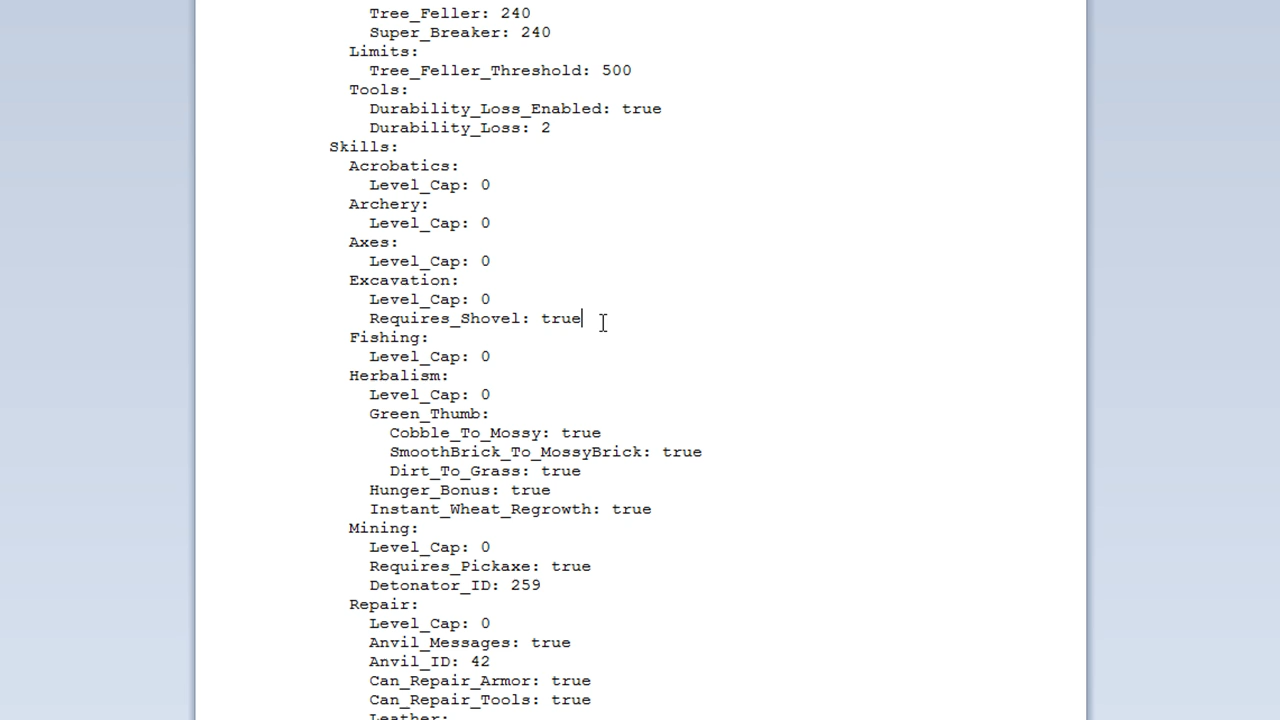 Tree_Feller: 240
Super_Breaker: 240
Limits:
Tree_Feller_Threshold: 500
Tools:
Durability_Loss_Enabled: true
Durability_Loss: 2
Skills:
Acrobatics:
Level_Cap: 0
Archery:
Level_Cap: 0
Axes:
Level_Cap: 0
Excavation:
Level_Cap: 0
Requires_Shovel: true
Fishing:
Level_Cap: 0
Herbalism:
Level_Cap: 0
Green_Thumb:
Cobble_To_Mossy: true
SmoothBrick_To_MossyBrick: true
Dirt_To_Grass: true
Hunger_Bonus: true
Instant_Wheat_Regrowth: true
Mining:
Level_Cap: 0
Requires_Pickaxe: true
Detonator_ID: 259
Repair:
Level_Cap: 0
Anvil_Messages: true
Anvil_ID: 42
Can_Repair_Armor: true
Can_Repair_Tools: true
Leather: